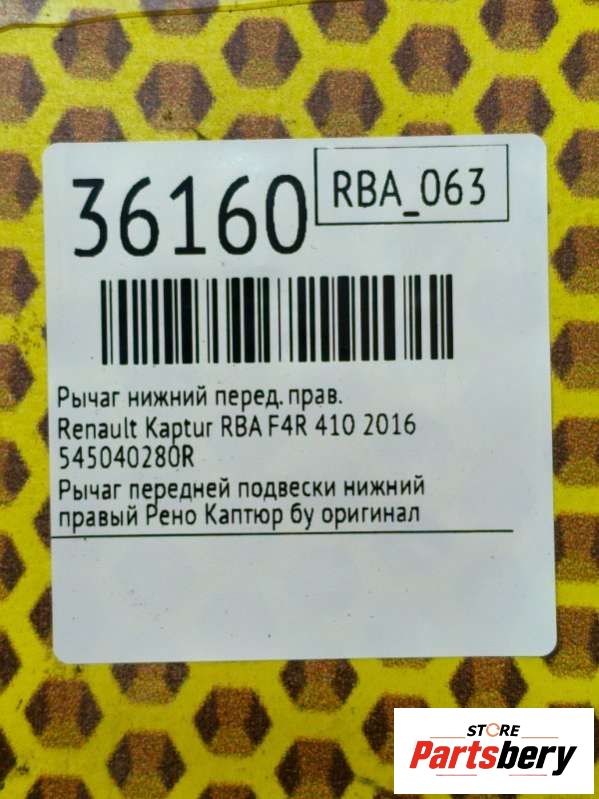 36160
RBA_063
Рычаг нижний перед. прав.
Renault Kaptur RBA F4R 410 2016
545040280R
Рычаг передней подвески нижний
правый Рено Каптюр бу оригинал
STORE
Partsbery